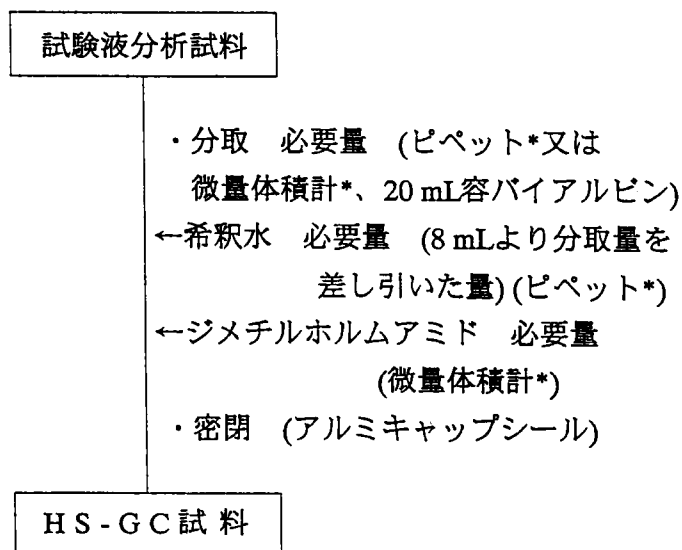 試験液分析試料
・分取　必要量　(ピペット*又は
微量体積計*、20 mL容バイアルビン)
←希釈水　必要量　(8 mLより分取量を
差し引いた量) (ピペット*)
←ジメチルホルムアミド　必要量
(微量体積計*)
・密閉　(アルミキャップシール)
HS-GC試料